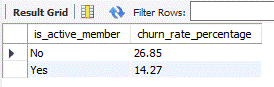 Result Grid Filter Rows:
is_active_member churn_rate_percentage
No 26.85
Yes 14.27